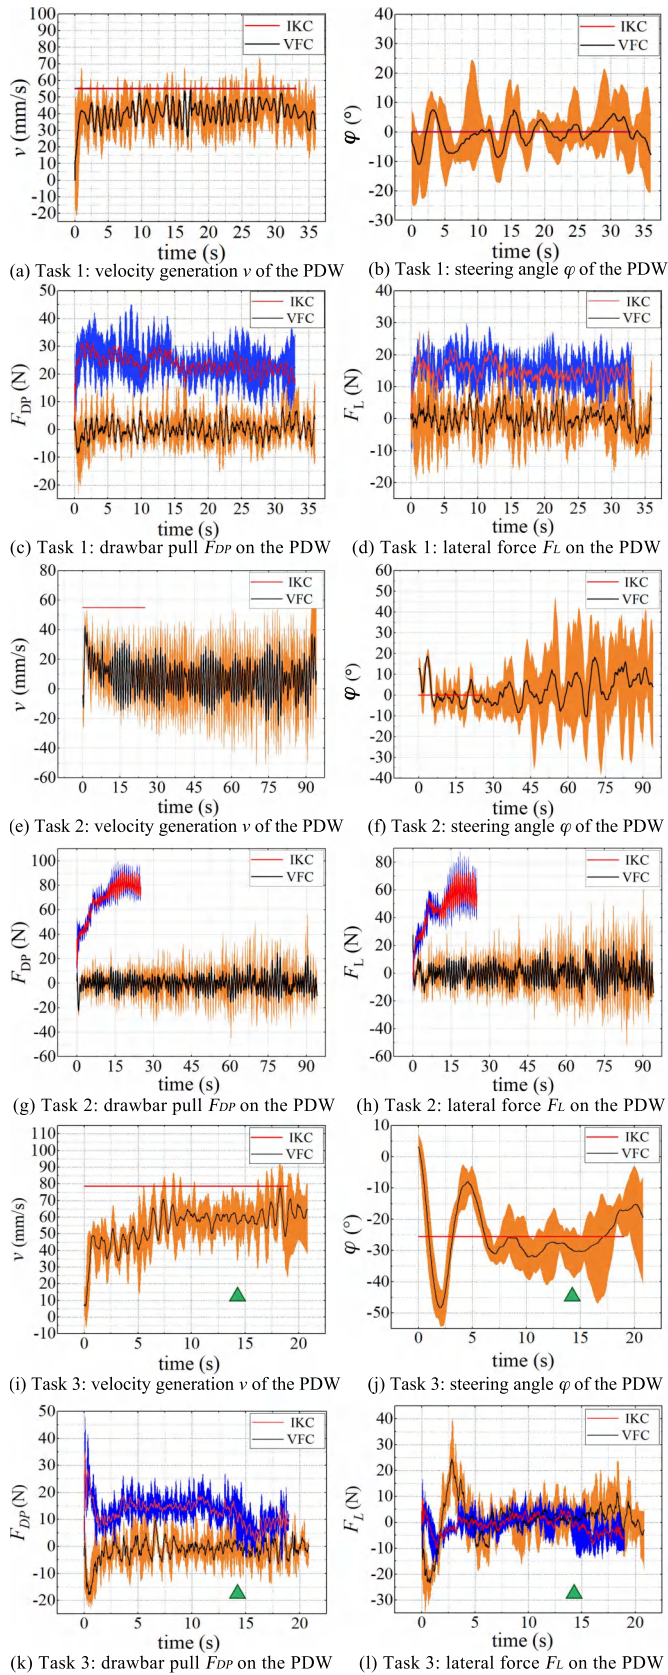 IKC
VFC
60
50
40
30
20
10
0
10
20
v (mm/s)
0 5 10 15 20 25 30 35
time (s)
(a) Task 1: velocity generation v of the PDW
IKC
VFC
40
30
20
10
0
-10
-20
-30
φ (°)
0 5 10 15 20 25 30 35
time (s)
(b) Task 1: steering angle φ of the PDW
IKC
VFC
50
40
30
20
10
0
-10
-20
F_DP (N)
0 5 10 15 20 25 30 35
time (s)
(c) Task 1: drawbar pull F_DP on the PDW
IKC
VFC
40
30
20
10
0
-10
-20
F_L (N)
0 5 10 15 20 25 30 35
time (s)
(d) Task 1: lateral force F_L on the PDW
IKC
VFC
80
60
40
20
0
-20
-40
-60
v (mm/s)
0 15 30 45 60 75 90
time (s)
(e) Task 2: velocity generation v of the PDW
IKC
VFC
60
50
40
30
20
10
0
-10
-20
-30
-40
φ (°)
0 15 30 45 60 75 90
time (s)
(f) Task 2: steering angle φ of the PDW
IKC
VFC
100
80
60
40
20
0
-20
-40
-60
F_DP (N)
0 15 30 45 60 75 90
time (s)
(g) Task 2: drawbar pull F_DP on the PDW
IKC
VFC
80
60
40
20
0
-20
-40
-60
F_L (N)
0 15 30 45 60 75 90
time (s)
(h) Task 2: lateral force F_L on the PDW
IKC
VFC
110
100
90
80
70
60
50
40
30
20
10
0
-10
v (mm/s)
0 5 10 15 20
time (s)
(i) Task 3: velocity generation v of the PDW
IKC
VFC
10
0
-10
-20
-30
-40
-50
φ (°)
0 5 10 15 20
time (s)
(j) Task 3: steering angle φ of the PDW
IKC
VFC
50
40
30
20
10
0
-10
-20
F_DP (N)
0 5 10 15 20
time (s)
(k) Task 3: drawbar pull F_DP on the PDW
IKC
VFC
40
30
20
10
0
-10
-20
-30
F_L (N)
0 5 10 15 20
time (s)
(l) Task 3: lateral force F_L on the PDW